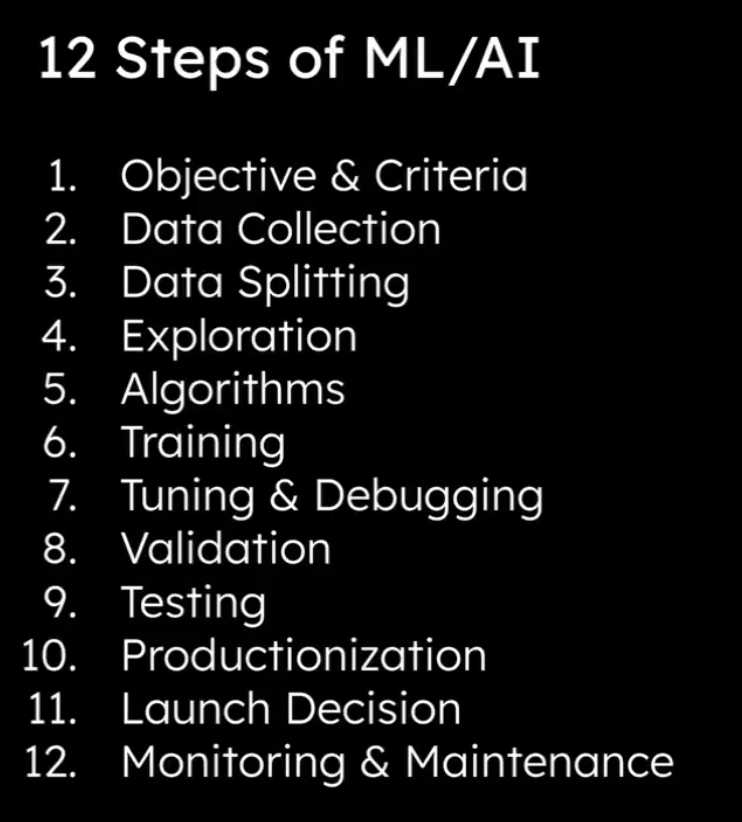 12 Steps of ML/AI
1. Objective & Criteria
2. Data Collection
3. Data Splitting
4. Exploration
5. Algorithms
6. Training
7. Tuning & Debugging
8. Validation
9. Testing
10. Productionization
11. Launch Decision
12. Monitoring & Maintenance